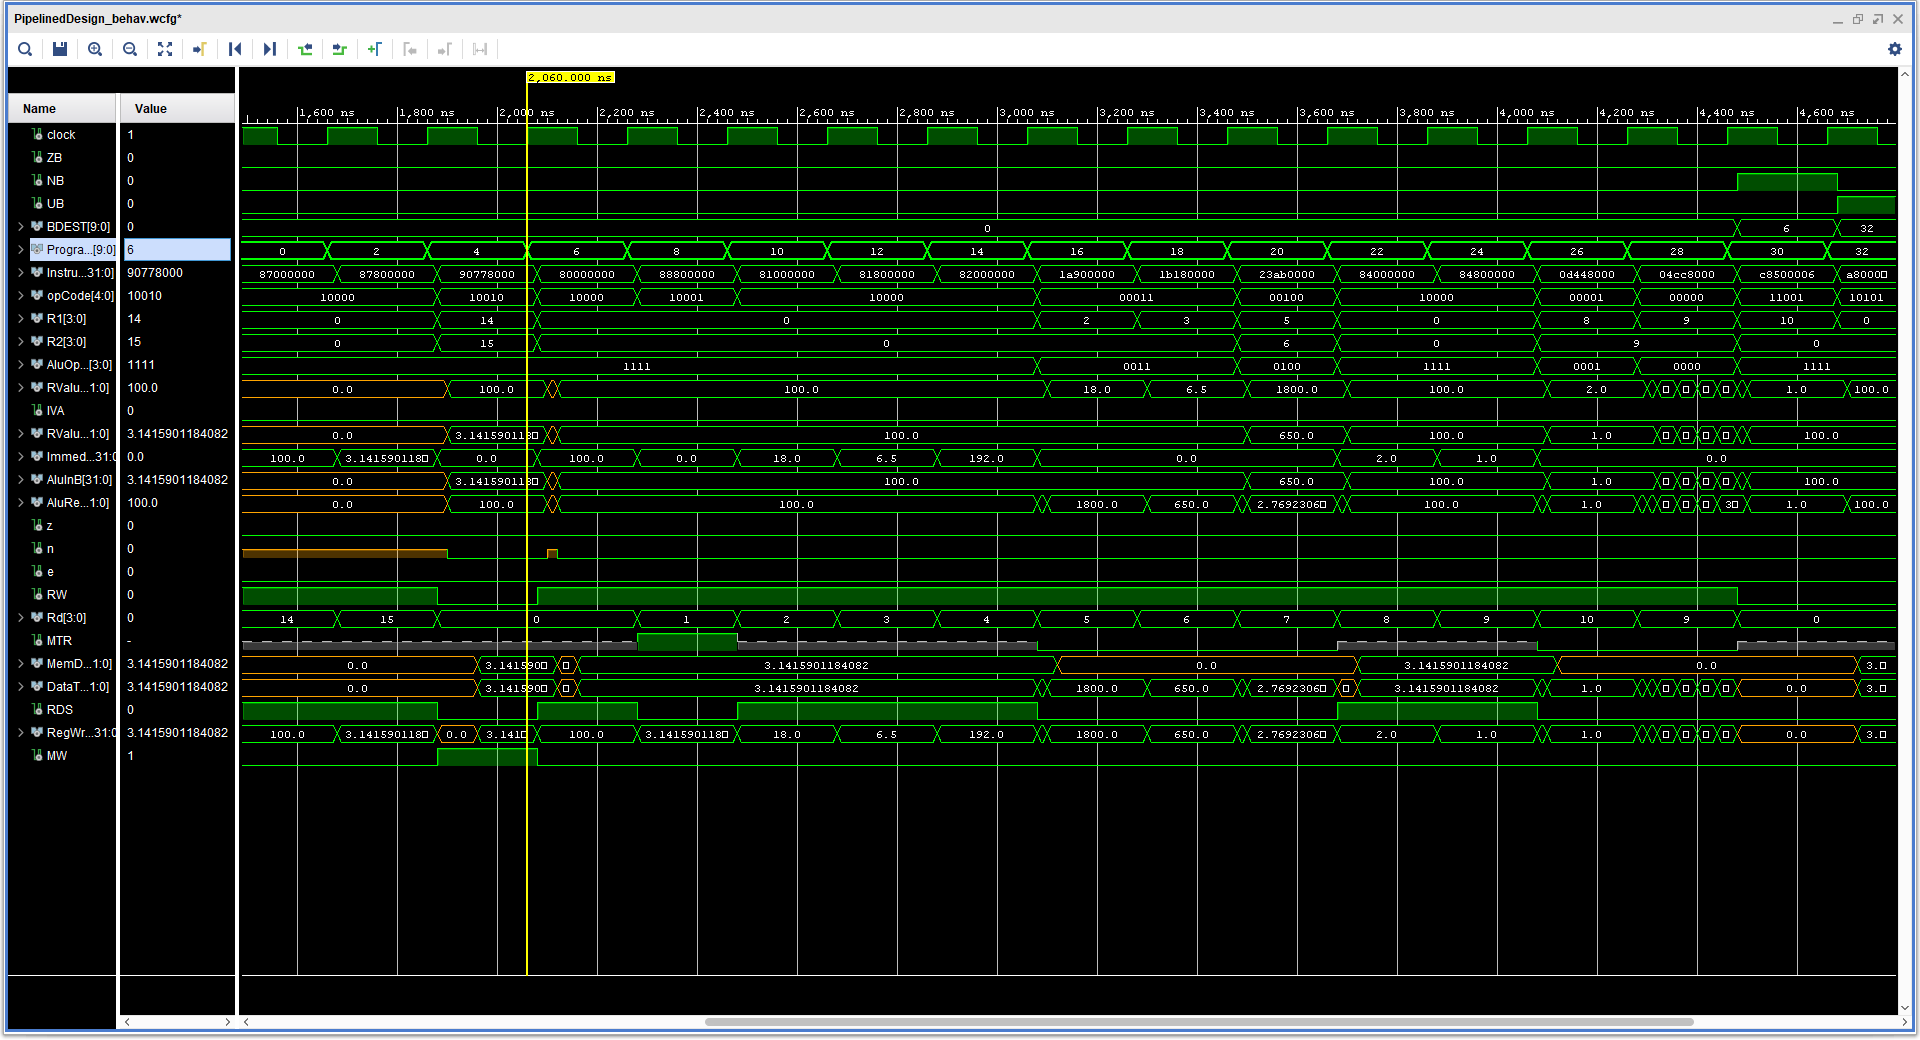 PipelinedDesign_behav.wcfg*
2,060.000 ns
Name Value
1,600 ns 1,800 ns 2,000 ns 2,200 ns 2,400 ns 2,600 ns 2,800 ns 3,000 ns 3,200 ns 3,400 ns 3,600 ns 3,800 ns 4,000 ns 4,200 ns 4,400 ns 4,600 ns
clock 1
ZB 0
NB 0
UB 0
BDEST[9:0] 0 0 6 32
Progra...[9:0] 6 0 2 4 6 8 10 12 14 16 18 20 22 24 26 28 30 32
Instru...31:0] 90778000 87000000 87800000 90778000 80000000 88800000 81000000 81800000 82000000 1a900000 1b180000 23ab0000 84000000 84800000 0d448000 04cc8000 c8500006 a8000
opCode[4:0] 10010 10000 10010 10000 10001 10000 00011 00100 10000 00001 00000 11001 10101
R1[3:0] 14 0 14 0 2 3 5 0 8 9 10 0
R2[3:0] 15 0 15 0 6 0 9 0
AluOp...[3:0] 1111 1111 0011 0100 1111 0001 0000 1111
RValu...1:0] 100.0 0.0 100.0 100.0 18.0 6.5 1800.0 100.0 2.0 1.0 100.0
IVA 0
RValu...1:0] 3.1415901184082 0.0 3.141590118 100.0 650.0 100.0 1.0 100.0
Immed...31:0 0.0 100.0 3.141590118 0.0 100.0 0.0 18.0 6.5 192.0 0.0 2.0 1.0 0.0
AluInB[31:0] 3.1415901184082 0.0 3.141590118 100.0 650.0 100.0 1.0 100.0
AluRe...1:0] 100.0 0.0 100.0 100.0 1800.0 650.0 2.7692306 100.0 1.0 3 1.0 100.0
z 0
n 0
e 0
RW 0
Rd[3:0] 0 14 15 0 1 2 3 4 5 6 7 8 9 10 9 0
MTR -
MemD...1:0] 3.1415901184082 0.0 3.14159 3.1415901184082 0.0 3.1415901184082 0.0 3.
DataT...1:0] 3.1415901184082 0.0 3.14159 3.1415901184082 1800.0 650.0 2.7692306 3.1415901184082 1.0 0.0 3.
RDS 0
RegWr...31:0 3.1415901184082 100.0 3.141590118 0.0 3.141 100.0 3.141590118 18.0 6.5 192.0 1800.0 650.0 2.7692306 2.0 1.0 1.0 0.0 3.
MW 1